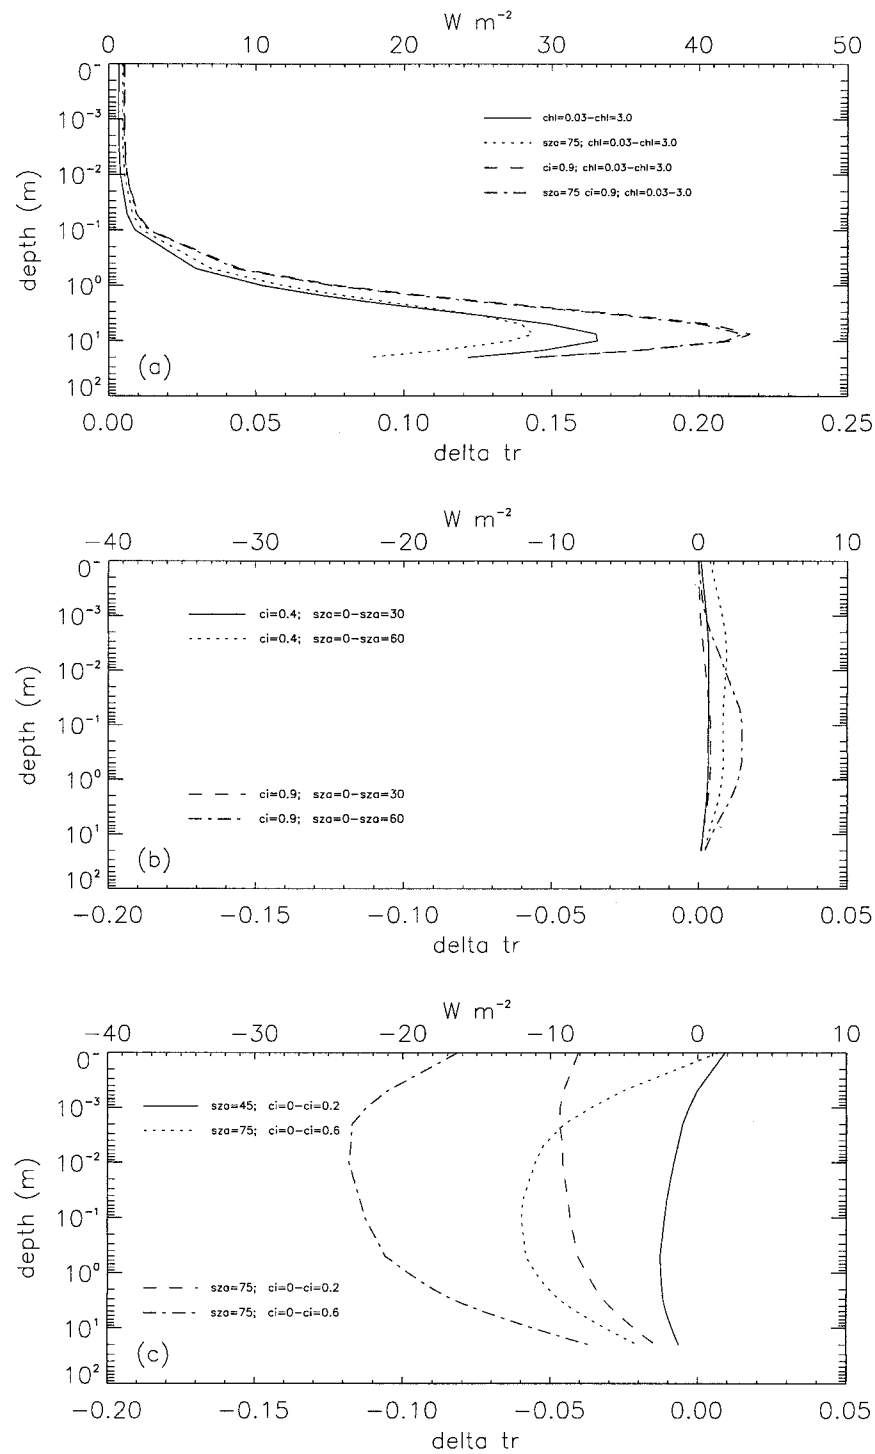 W m⁻²
0 10 20 30 40 50
0⁻
10⁻³
10⁻²
10⁻¹
10⁰
10¹
10²
depth (m)
chl=0.03−chl=3.0
sza=75; chl=0.03−chl=3.0
ci=0.9; chl=0.03−chl=3.0
sza=75 ci=0.9; chl=0.03−3.0
(a)
0.00 0.05 0.10 0.15 0.20 0.25
delta tr
W m⁻²
−40 −30 −20 −10 0 10
0⁻
10⁻³
10⁻²
10⁻¹
10⁰
10¹
10²
depth (m)
ci=0.4; sza=0−sza=30
ci=0.4; sza=0−sza=60
ci=0.9; sza=0−sza=30
ci=0.9; sza=0−sza=60
(b)
−0.20 −0.15 −0.10 −0.05 0.00 0.05
delta tr
W m⁻²
−40 −30 −20 −10 0 10
0⁻
10⁻³
10⁻²
10⁻¹
10⁰
10¹
10²
depth (m)
sza=45; ci=0−ci=0.2
sza=75; ci=0−ci=0.6
sza=75; ci=0−ci=0.2
sza=75; ci=0−ci=0.6
(c)
−0.20 −0.15 −0.10 −0.05 0.00 0.05
delta tr